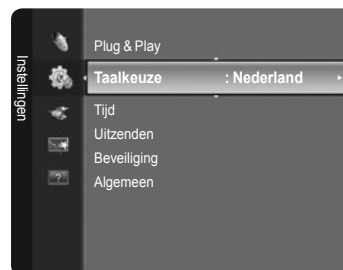 Instellingen
Plug & Play
Taalkeuze : Nederland
Tijd
Uitzenden
Beveiliging
Algemeen